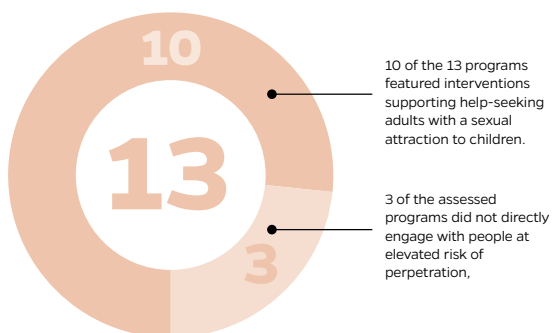 10
13
3
10 of the 13 programs
featured interventions
supporting help-seeking
adults with a sexual
attraction to children.
3 of the assessed
programs did not directly
engage with people at
elevated risk of
perpetration,